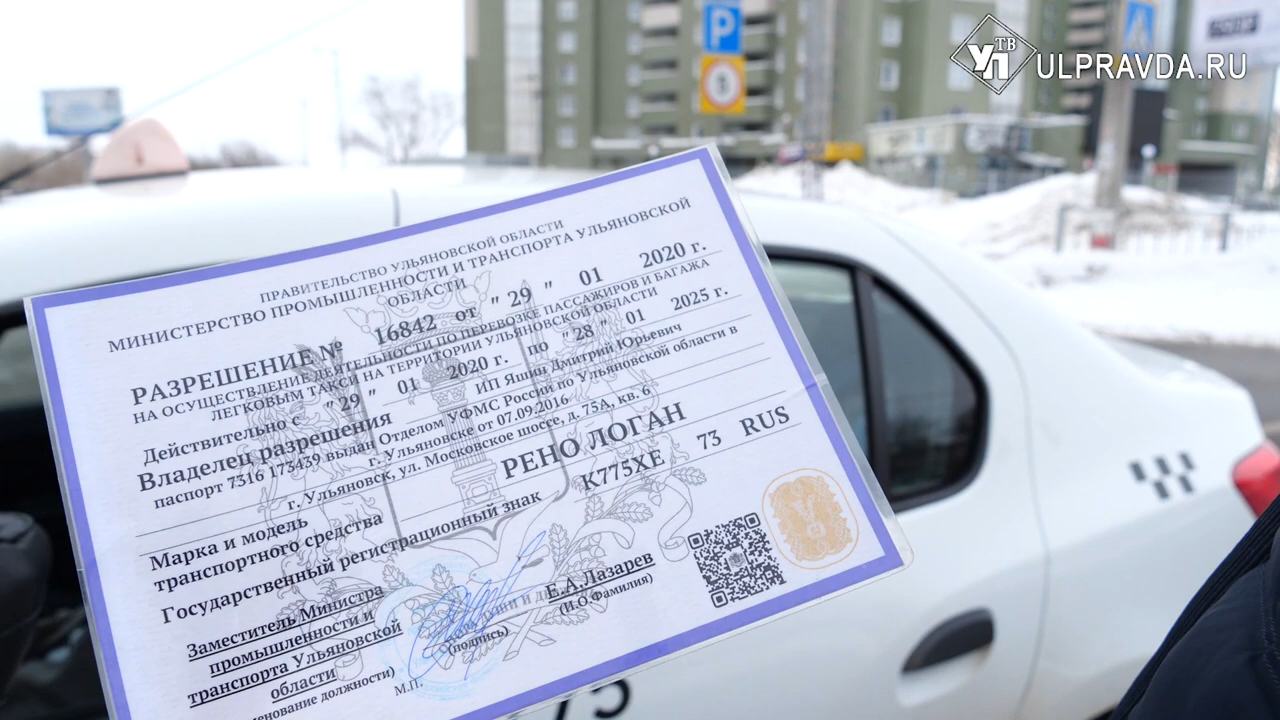 УП ТВ ULPRAVDA.RU
P
ПРАВИТЕЛЬСТВО УЛЬЯНОВСКОЙ ОБЛАСТИ
МИНИСТЕРСТВО ПРОМЫШЛЕННОСТИ И ТРАНСПОРТА УЛЬЯНОВСКОЙ
ОБЛАСТИ
РАЗРЕШЕНИЕ № 16842 от " 29 " 01 2020 г.
НА ОСУЩЕСТВЛЕНИЕ ДЕЯТЕЛЬНОСТИ ПО ПЕРЕВОЗКЕ ПАССАЖИРОВ И БАГАЖА
ЛЕГКОВЫМ ТАКСИ НА ТЕРРИТОРИИ УЛЬЯНОВСКОЙ ОБЛАСТИ
Действительно с " 29 " 01 2020 г. по " 28 " 01 2025 г.
Владелец разрешения ИП Яшин Дмитрий Юрьевич
паспорт 7316 173439 выдал Отделом УФМС России по Ульяновской области в
г. Ульяновске от 07.09.2016
г. Ульяновск, ул. Московское шоссе, д. 75А, кв. 6
Марка и модель
транспортного средства РЕНО ЛОГАН
Государственный регистрационный знак К775ХЕ 73 RUS
Заместитель Министра
промышленности и
транспорта Ульяновской
области
Е.А.Лазарев
(подпись)
(И.О.Фамилия)
М.П.
75